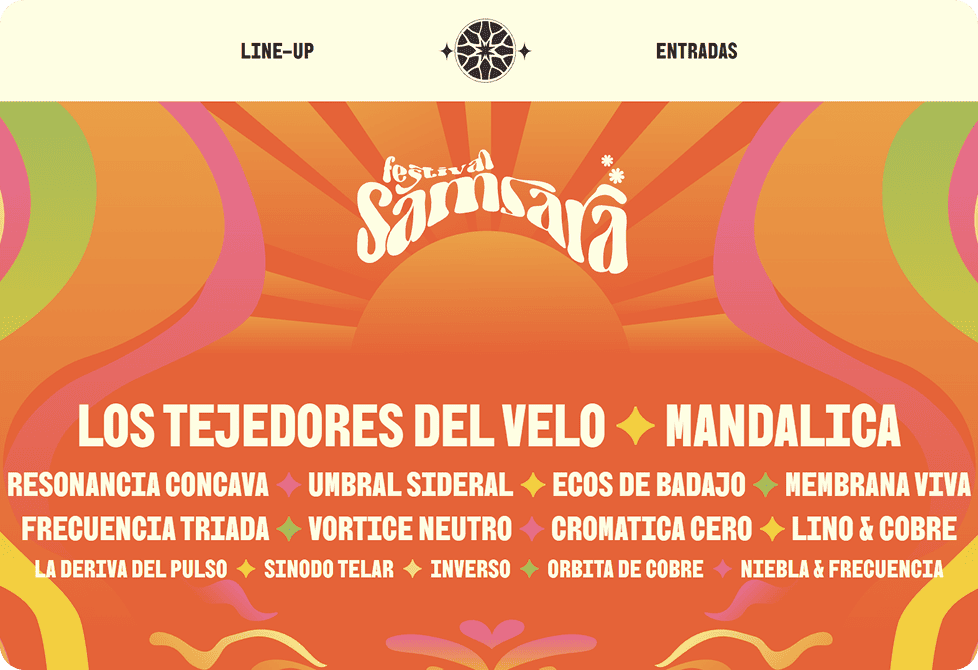 LINE-UP
ENTRADAS
festival
Samsara
LOS TEJEDORES DEL VELO MANDALICA
RESONANCIA CONCAVA UMBRAL SIDERAL ECOS DE BADAJO MEMBRANA VIVA
FRECUENCIA TRIADA VORTICE NEUTRO CROMATICA CERO LINO & COBRE
LA DERIVA DEL PULSO SINODO TELAR INVERSO ORBITA DE COBRE NIEBLA & FRECUENCIA